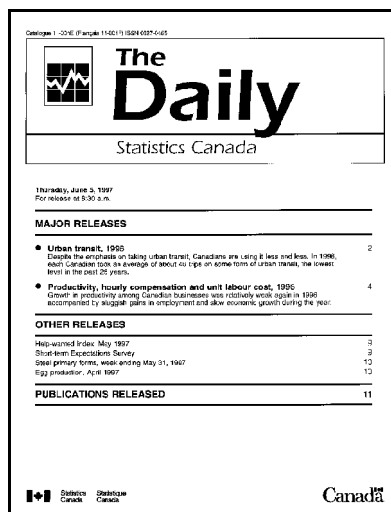 Catalogue 11-001E (Français 11-001F) ISSN 0827-0465
The
Daily
Statistics Canada
Thursday, June 5, 1997
For release at 8:30 a.m.
MAJOR RELEASES
● Urban transit, 1996 2
Despite the emphasis on taking urban transit, Canadians are using it less and less. In 1996,
each Canadian took an average of about 48 trips on some form of urban transit, the lowest
level in the past 25 years.
● Productivity, hourly compensation and unit labour cost, 1996 4
Growth in productivity among Canadian businesses was relatively weak again in 1996
accompanied by sluggish gains in employment and slow economic growth during the year.
OTHER RELEASES
Help-wanted Index, May 1997 9
Short-term Expectations Survey 9
Steel primary forms, week ending May 31, 1997 10
Egg production, April 1997 10
PUBLICATIONS RELEASED 11
Statistics Statistique
Canada Canada
Canada